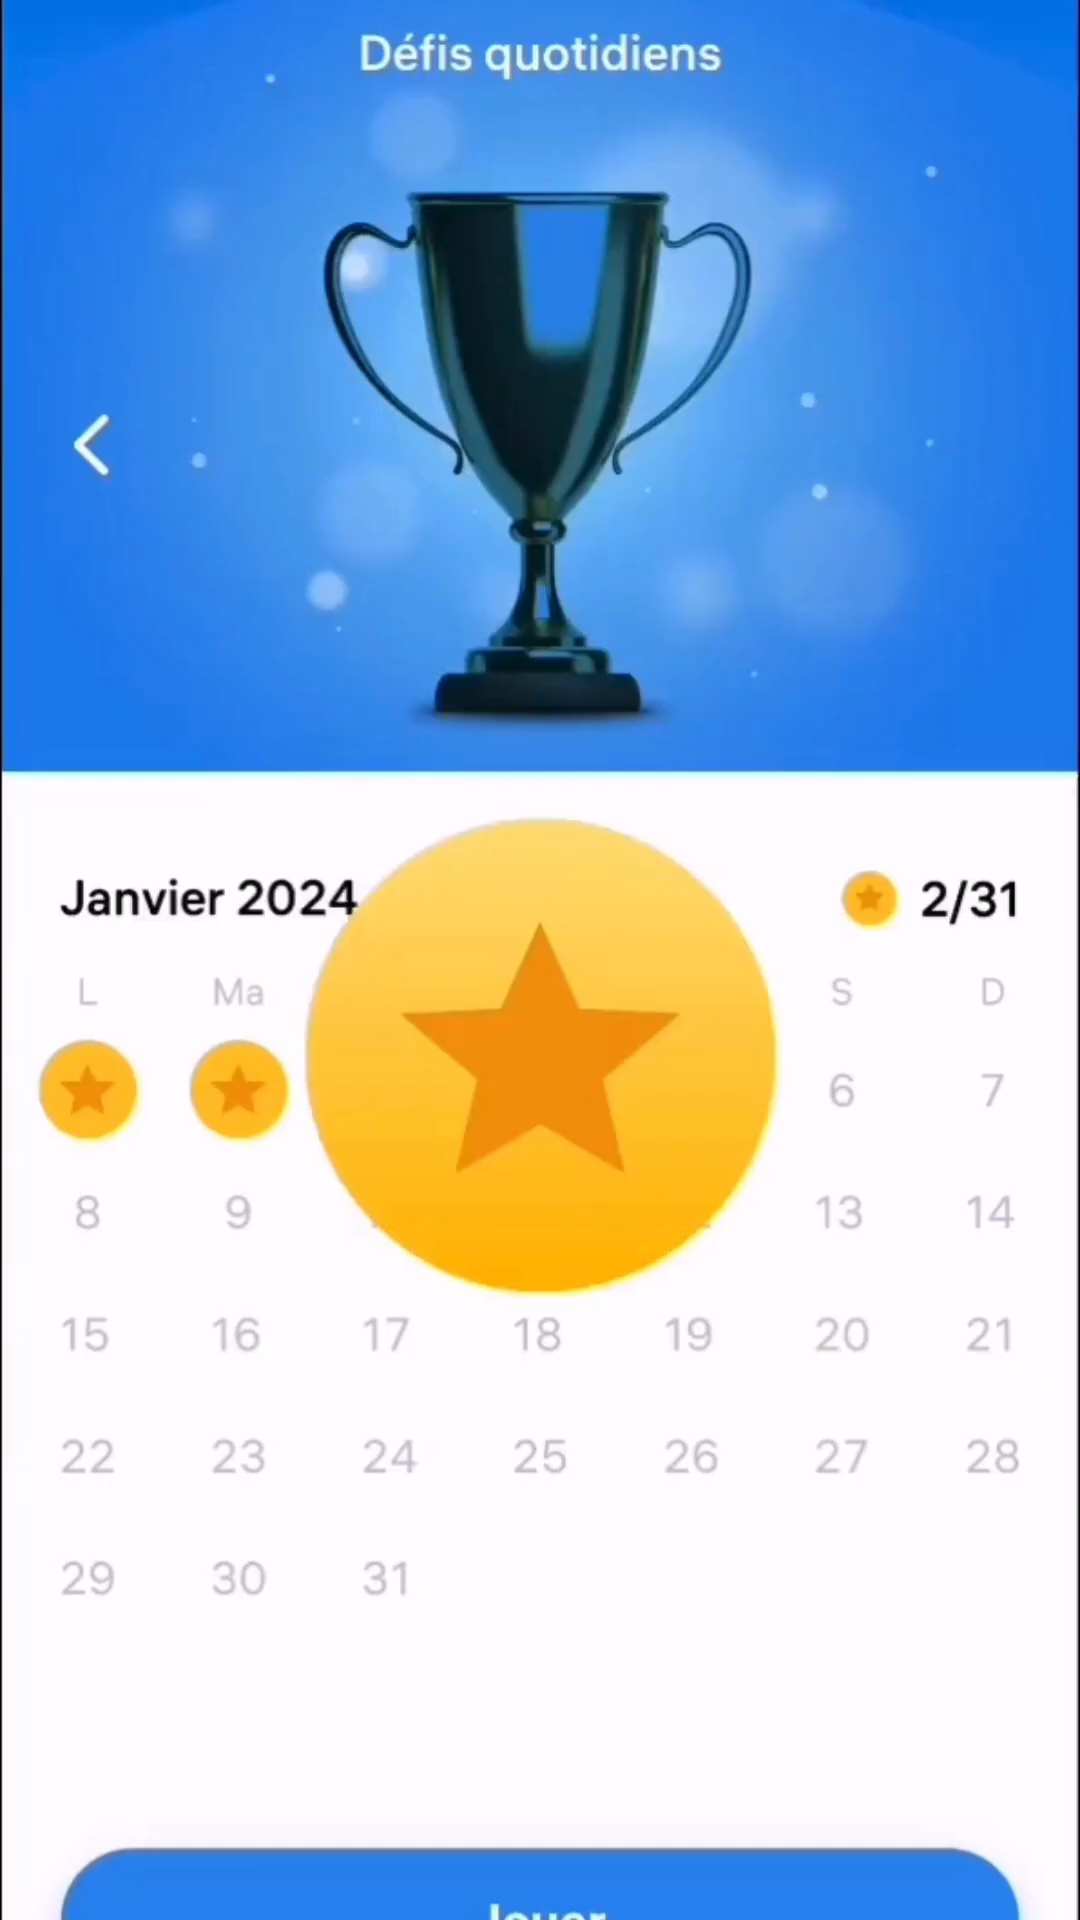 Défis quotidiens
Janvier 2024
2/31
L Ma S D
6 7
8 9 13 14
15 16 17 18 19 20 21
22 23 24 25 26 27 28
29 30 31
Jouer